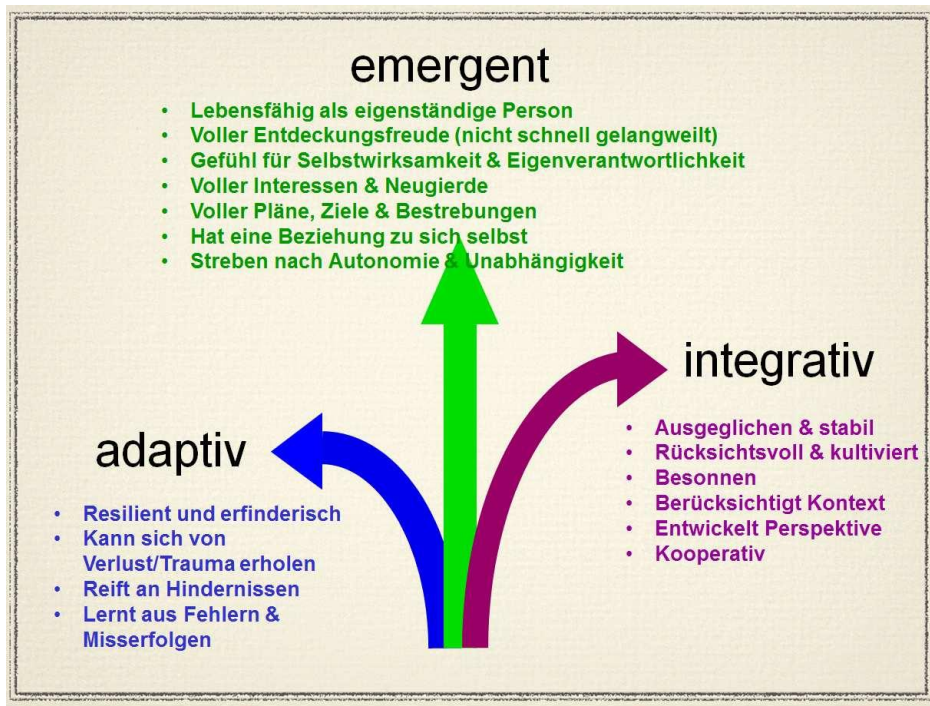 emergent
• Lebensfähig als eigenständige Person
• Voller Entdeckungsfreude (nicht schnell gelangweilt)
• Gefühl für Selbstwirksamkeit & Eigenverantwortlichkeit
• Voller Interessen & Neugierde
• Voller Pläne, Ziele & Bestrebungen
• Hat eine Beziehung zu sich selbst
• Streben nach Autonomie & Unabhängigkeit
adaptiv
• Resilient und erfinderisch
• Kann sich von
Verlust/Trauma erholen
• Reift an Hindernissen
• Lernt aus Fehlern &
Misserfolgen
integrativ
• Ausgeglichen & stabil
• Rücksichtsvoll & kultiviert
• Besonnen
• Berücksichtigt Kontext
• Entwickelt Perspektive
• Kooperativ